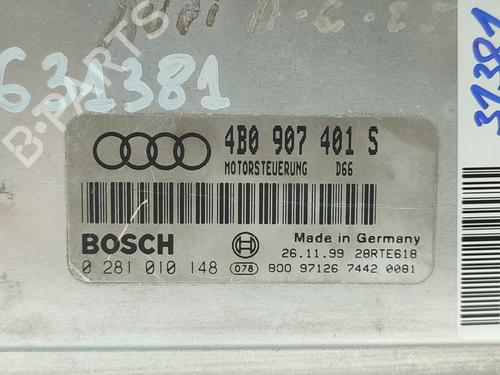 631381
31381
4B0 907 401 S
MOTORSTEUERUNG D66
BOSCH
Made in Germany
26.11.99 28RTE618
0 281 010 148 078 800 97126 7442 0081
B-PARTS